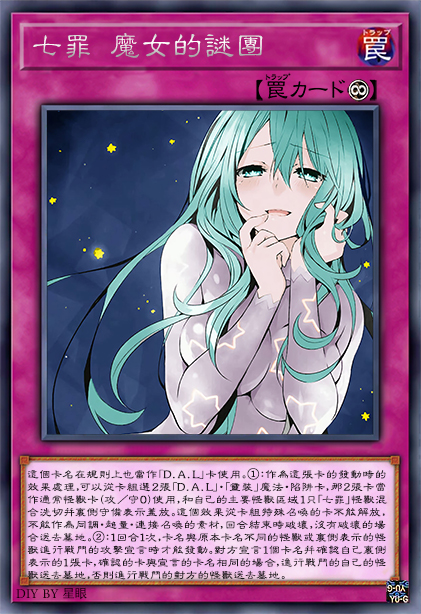 七罪 魔女的謎團
トラップ
罠
トラップ
【罠カード】
這個卡名在規則上也當作「D.A.L」卡使用。①:作為這張卡的發動時的
效果處理,可以從卡組選2張「D.A.L」・「靈裝」魔法・陷阱卡,那2張卡當
作通常怪獸卡(攻/守0)使用,和自己的主要怪獸區域1只「七罪」怪獸混
合洗切并裏側守備表示蓋放。這個效果從卡組特殊召喚的卡不能解放,
不能作為同調・超量・連接召喚的素材,回合結束時破壞,沒有破壞的場
合送去墓地。②:1回合1次,卡名與原本卡名不同的怪獸或裏側表示的怪
獸進行戰鬥的攻擊宣言時才能發動。對方宣言1個卡名并確認自己裏側
表示的1張卡,確認的卡與宣言的卡名相同的場合,進行戰鬥的自己的怪
獸送去墓地,否則進行戰鬥的對方的怪獸送去墓地。
DIY BY 星眼
YU-G